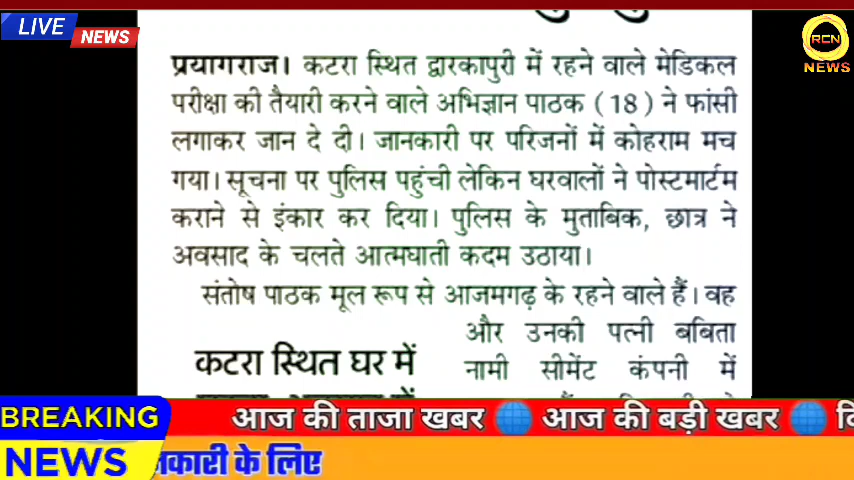 LIVE
NEWS
RCN
NEWS
प्रयागराज। कटरा स्थित द्वारकापुरी में रहने वाले मेडिकल
परीक्षा की तैयारी करने वाले अभिज्ञान पाठक (18) ने फांसी
लगाकर जान दे दी। जानकारी पर परिजनों में कोहराम मच
गया। सूचना पर पुलिस पहुंची लेकिन घरवालों ने पोस्टमार्टम
कराने से इंकार कर दिया। पुलिस के मुताबिक, छात्र ने
अवसाद के चलते आत्मघाती कदम उठाया।
संतोष पाठक मूल रूप से आजमगढ़ के रहने वाले हैं। वह
और उनकी पत्नी बबिता
नामी सीमेंट कंपनी में
कटरा स्थित घर में
BREAKING
NEWS
आज की ताजा खबर आज की बड़ी खबर
के लिए